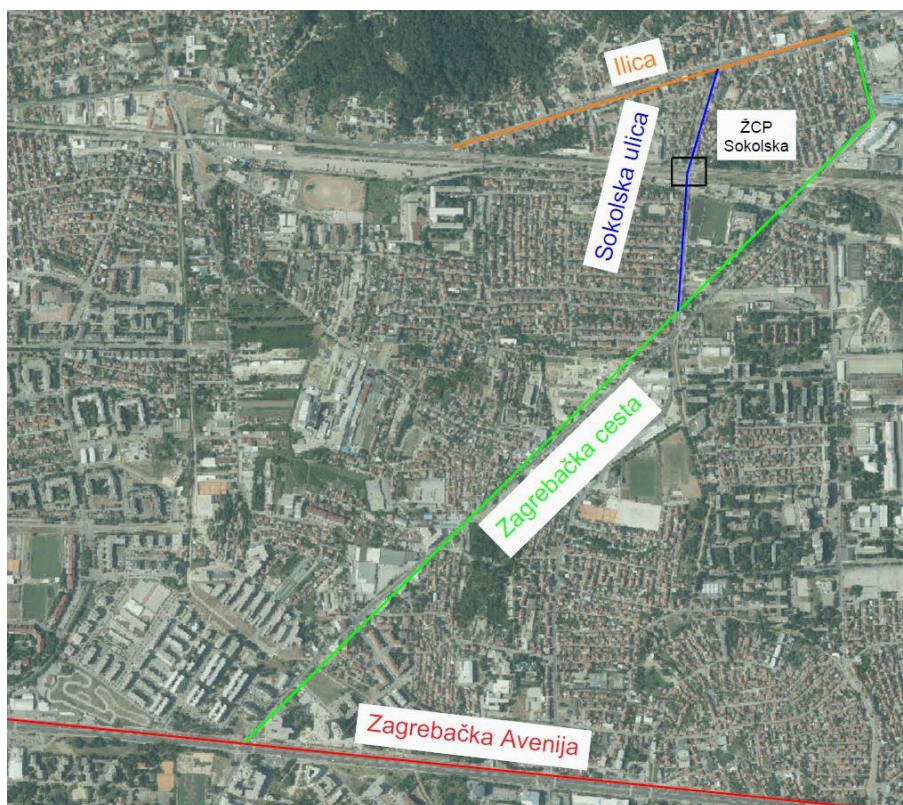 Ilica
Sokolska ulica
ŽCP
Sokolska
Zagrebačka cesta
Zagrebačka Avenija